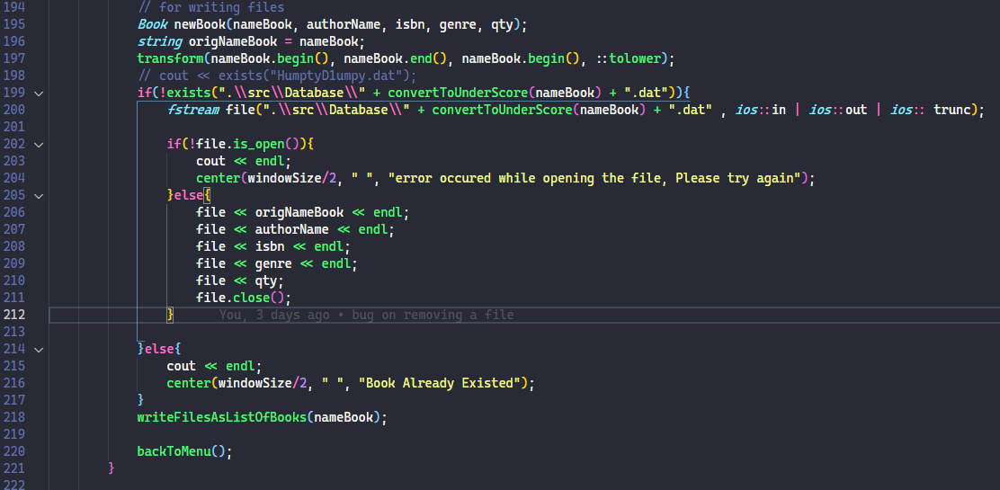 194 // for writing files
195 Book newBook(nameBook, authorName, isbn, genre, qty);
196 string origNameBook = nameBook;
197 transform(nameBook.begin(), nameBook.end(), nameBook.begin(), ::tolower);
198 // cout << exists("HumptyD1umpy.dat");
199 if(!exists(".\\src\\Database\\" + convertToUnderScore(nameBook) + ".dat")){
200 fstream file(".\\src\\Database\\" + convertToUnderScore(nameBook) + ".dat" , ios::in | ios::out | ios:: trunc);
201
202 if(!file.is_open()){
203 cout << endl;
204 center(windowSize/2, " ", "error occured while opening the file, Please try again");
205 }else{
206 file << origNameBook << endl;
207 file << authorName << endl;
208 file << isbn << endl;
209 file << genre << endl;
210 file << qty;
211 file.close();
212 } You, 3 days ago • bug on removing a file
213
214 }else{
215 cout << endl;
216 center(windowSize/2, " ", "Book Already Existed");
217 }
218 writeFilesAsListOfBooks(nameBook);
219
220 backToMenu();
221 }
222